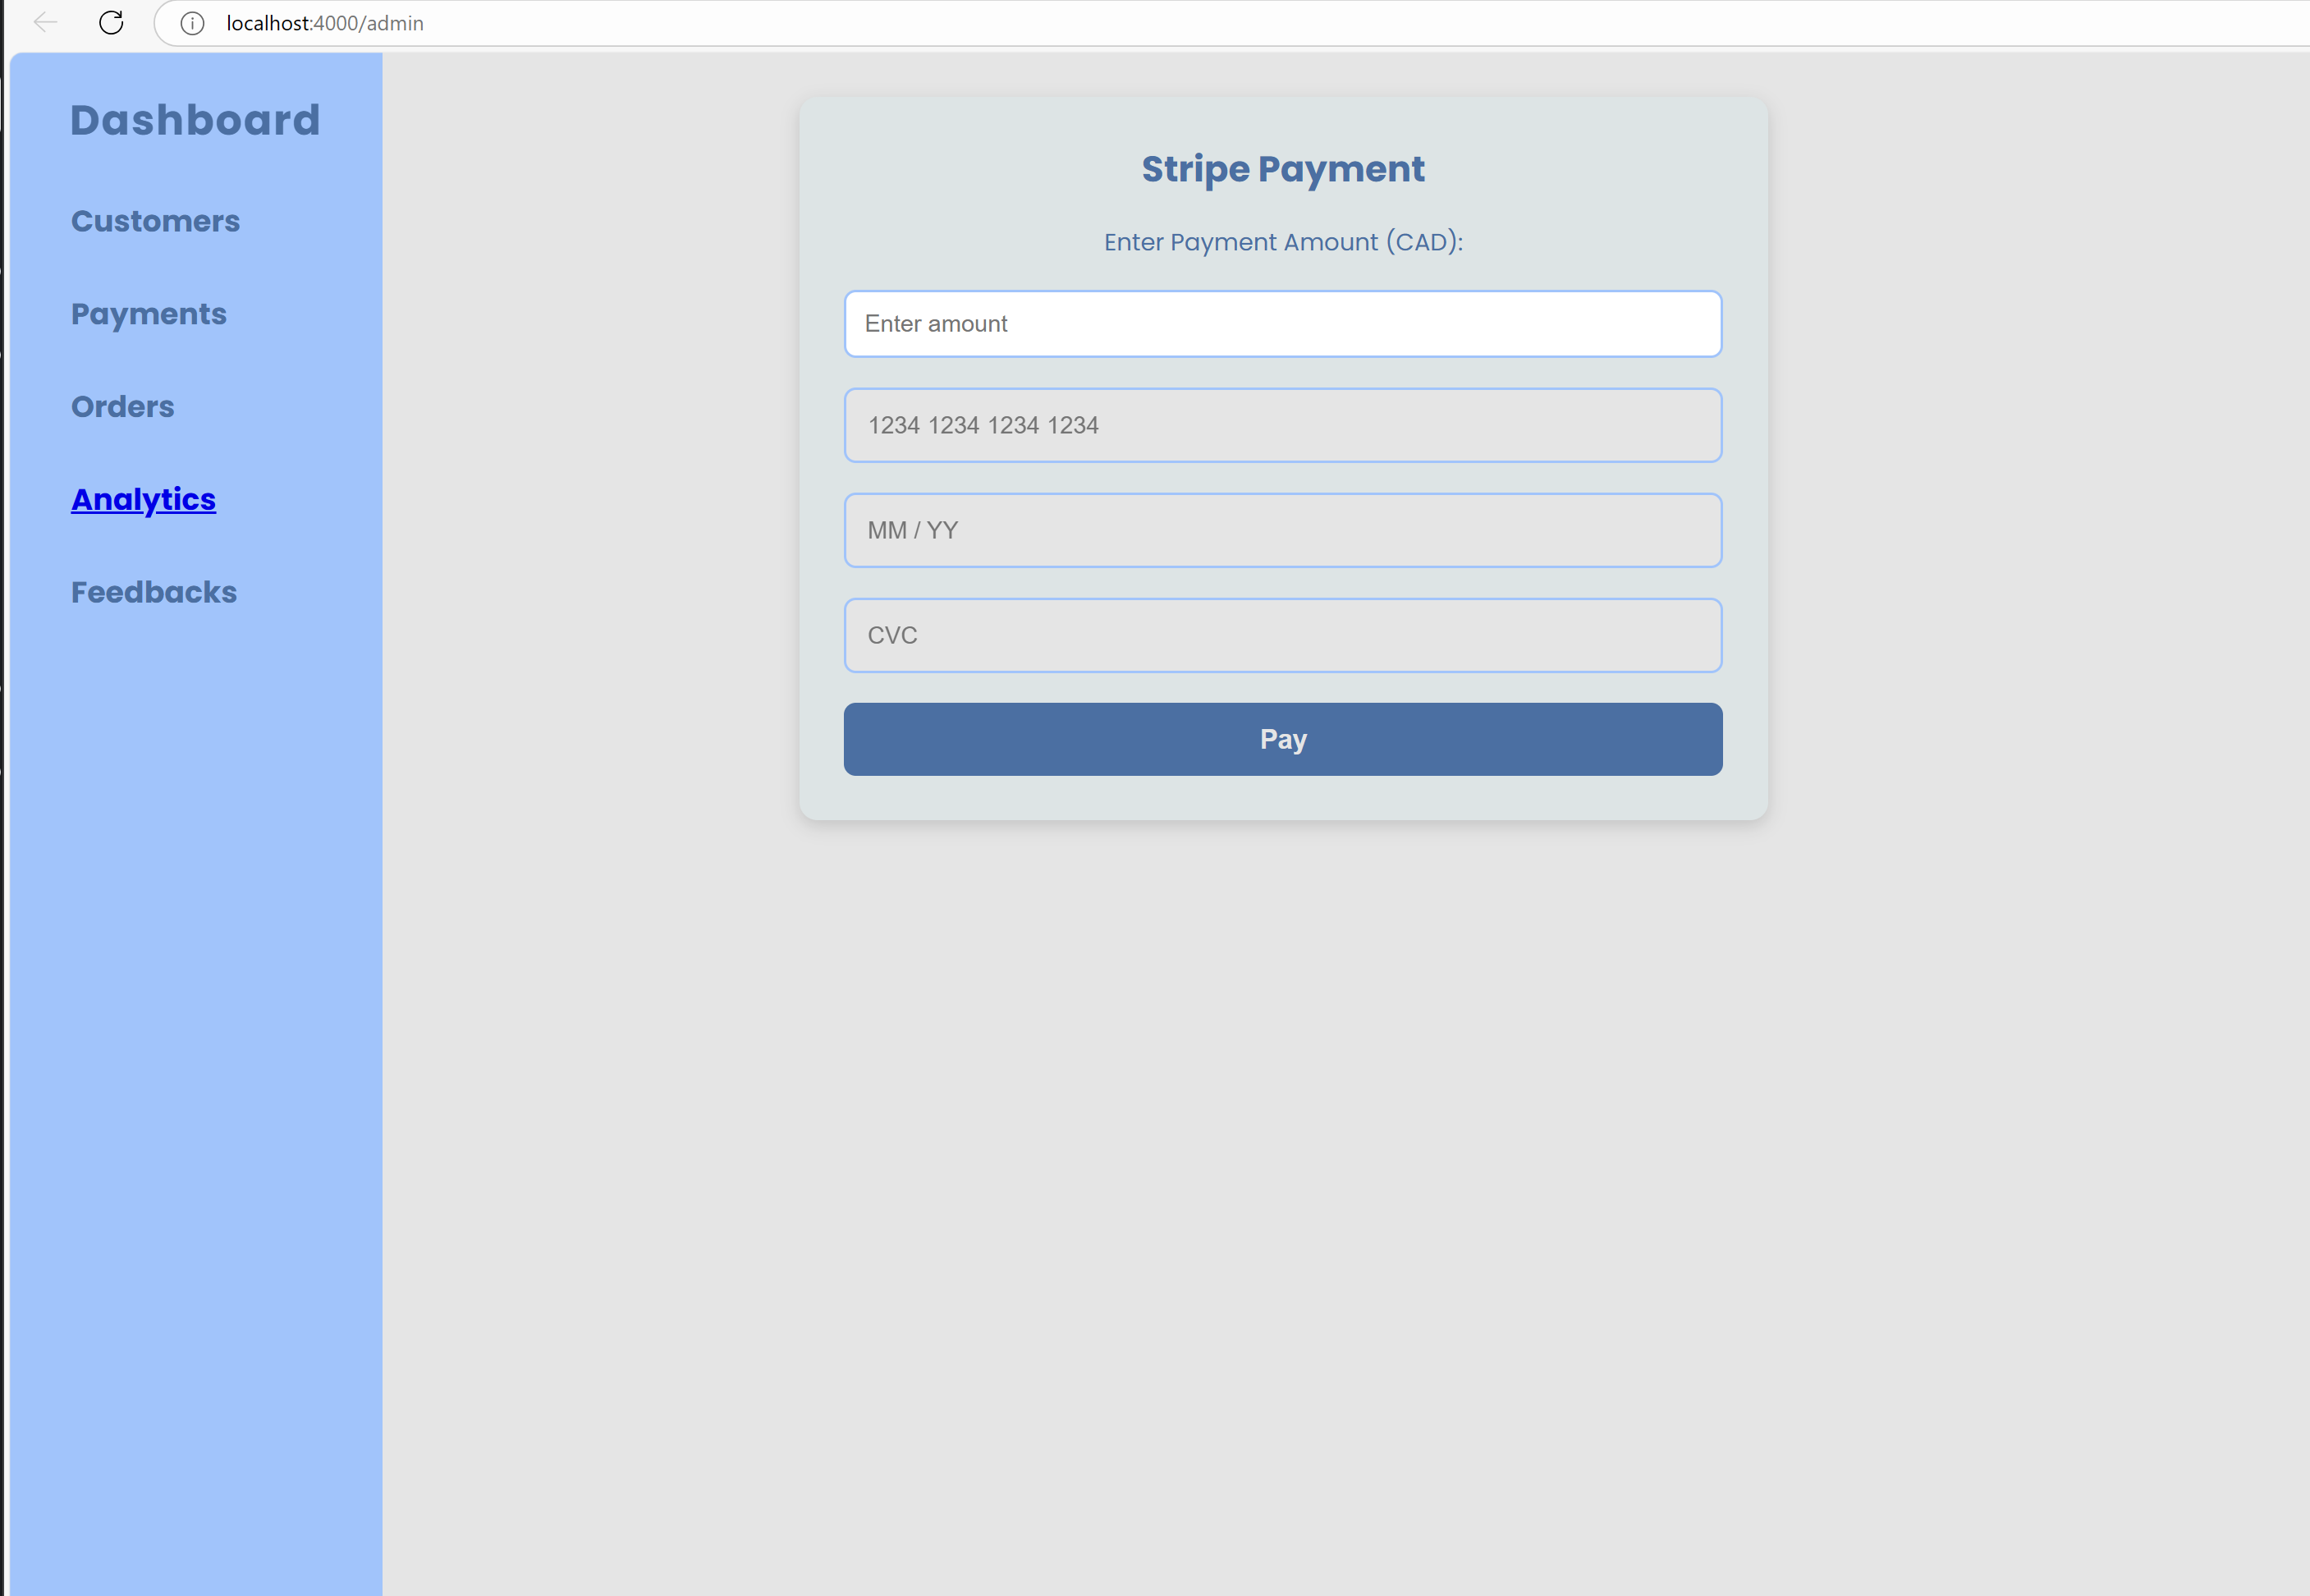 localhost:4000/admin
Dashboard
Customers
Payments
Orders
Analytics
Feedbacks
Stripe Payment
Enter Payment Amount (CAD):
Enter amount
1234 1234 1234 1234
MM / YY
CVC
Pay